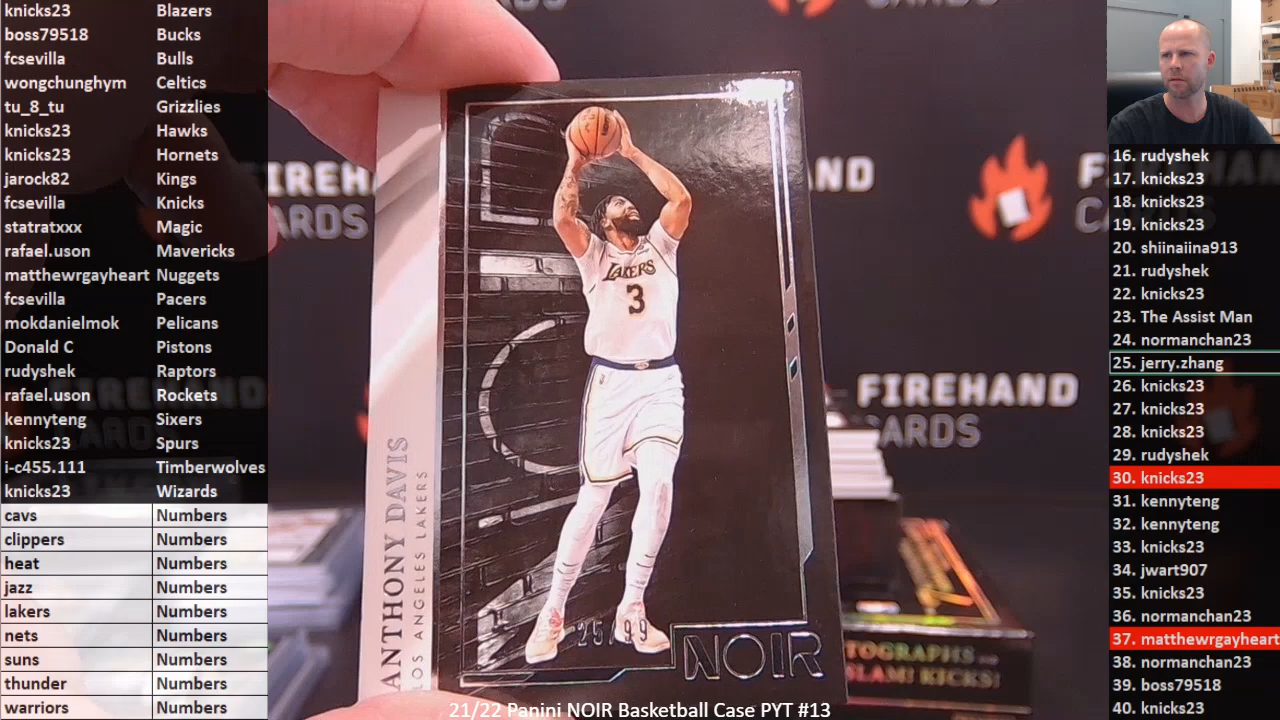 knicks23 Blazers
boss79518 Bucks
fcsevilla Bulls
wongchunghym Celtics
tu_8_tu Grizzlies
knicks23 Hawks
knicks23 Hornets
jarock82 Kings
fcsevilla Knicks
statratxxx Magic
rafael.uson Mavericks
matthewrgayheart Nuggets
fcsevilla Pacers
mokdanielmok Pelicans
Donald C Pistons
rudyshek Raptors
rafael.uson Rockets
kennyteng Sixers
knicks23 Spurs
i-c455.111 Timberwolves
knicks23 Wizards
cavs Numbers
clippers Numbers
heat Numbers
jazz Numbers
lakers Numbers
nets Numbers
suns Numbers
thunder Numbers
warriors Numbers
CARDS
FIREHAND
CARDS
LAKERS
3
ANTHONY DAVIS
LOS ANGELES LAKERS
25/99
NOIR
21/22 Panini NOIR Basketball Case PYT #13
16. rudyshek
17. knicks23
18. knicks23
19. knicks23
20. shiinaiina913
21. rudyshek
22. knicks23
23. The Assist Man
24. normanchan23
25. jerry.zhang
26. knicks23
27. knicks23
28. knicks23
29. rudyshek
30. knicks23
31. kennyteng
32. kennyteng
33. knicks23
34. jwart907
35. knicks23
36. normanchan23
37. matthewrgayheart
38. normanchan23
39. boss79518
40. knicks23